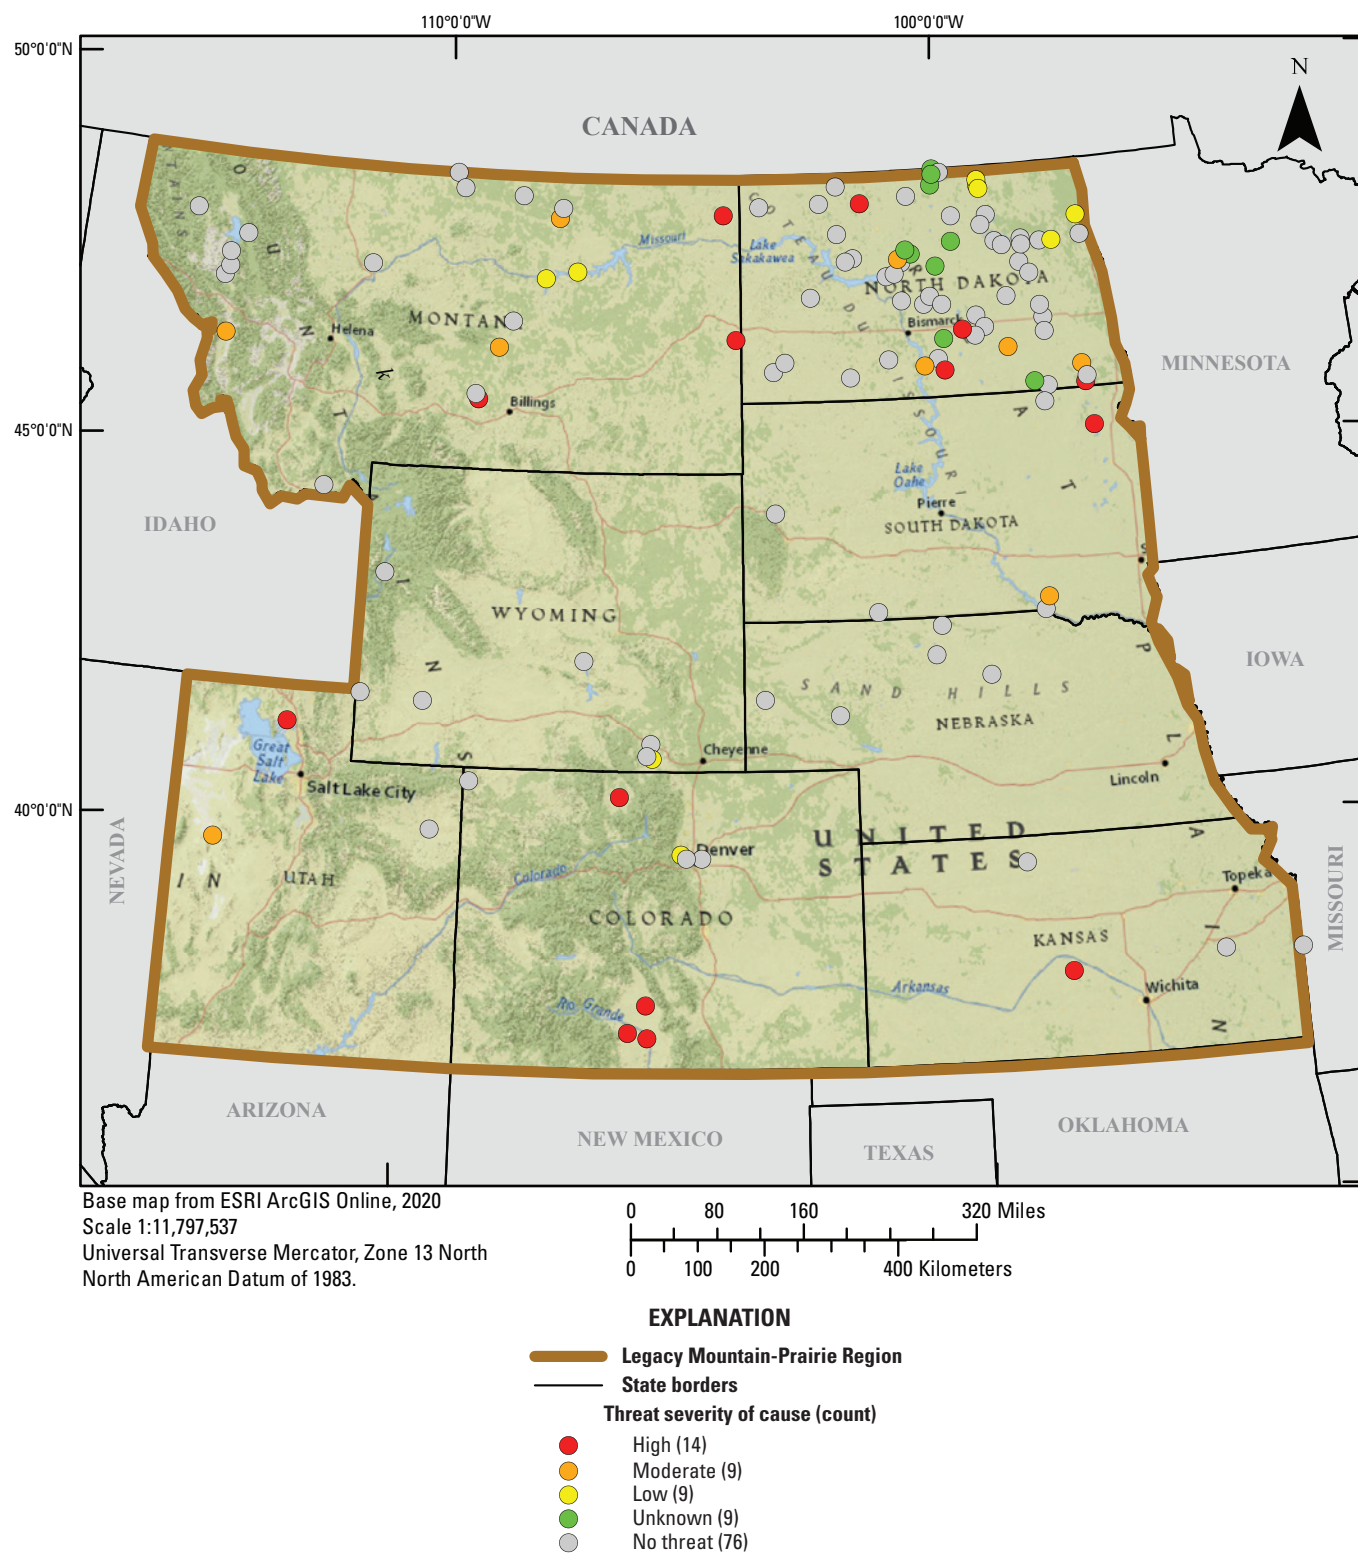 110°0'0"W 100°0'0"W
50°0'0"N
N
CANADA
MINNESOTA
45°0'0"N
IDAHO
IOWA
40°0'0"N
NEVADA
MISSOURI
ARIZONA
NEW MEXICO
TEXAS
OKLAHOMA
Missouri
Lake
Sakakawea
COTEAU DU
MISSOURI
NORTH DAKOTA
Bismarck
MONTANA
Helena
Billings
Lake
Oahe
Pierre
SOUTH DAKOTA
S
WYOMING
SAND HILLS
NEBRASKA
Lincoln
Cheyenne
Great
Salt
Lake
Salt Lake City
UTAH
Colorado
Denver
COLORADO
UNITED
STATES
Topeka
KANSAS
Arkansas
Wichita
Rio Grande
Base map from ESRI ArcGIS Online, 2020
Scale 1:11,797,537
Universal Transverse Mercator, Zone 13 North
North American Datum of 1983.
0 80 160 320 Miles
0 100 200 400 Kilometers
EXPLANATION
Legacy Mountain-Prairie Region
State borders
Threat severity of cause (count)
High (14)
Moderate (9)
Low (9)
Unknown (9)
No threat (76)